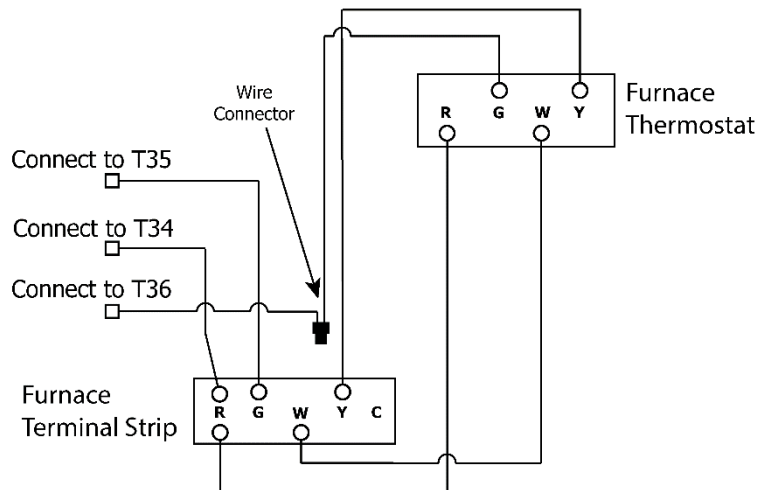 Wire
Connector
Furnace
Thermostat
R G W Y
Connect to T35
Connect to T34
Connect to T36
Furnace
Terminal Strip
R G W Y C